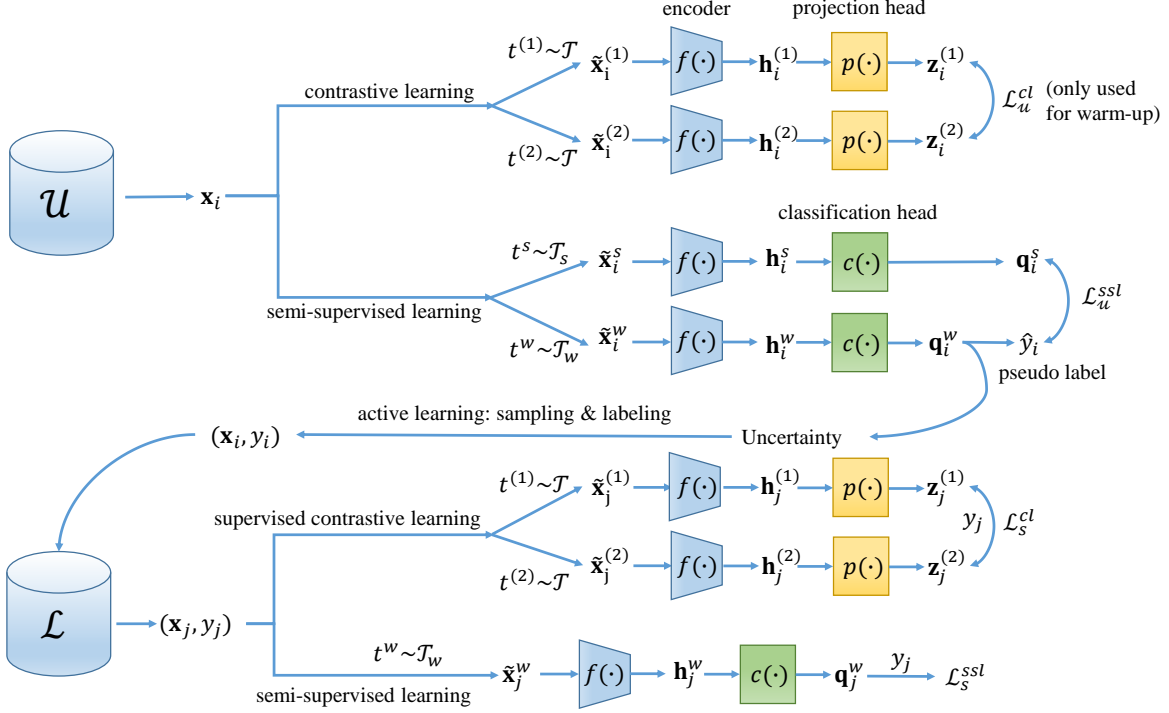 encoder
projection head
t^{(1)}~𝒯
x̃_i^{(1)}
f(·)
h_i^{(1)}
p(·)
z_i^{(1)}
contrastive learning
ℒ_u^{cl}
(only used
for warm-up)
t^{(2)}~𝒯
x̃_i^{(2)}
f(·)
h_i^{(2)}
p(·)
z_i^{(2)}
𝒰
x_i
classification head
t^s~𝒯_s
x̃_i^s
f(·)
h_i^s
c(·)
q_i^s
semi-supervised learning
ℒ_u^{ssl}
t^w~𝒯_w
x̃_i^w
f(·)
h_i^w
c(·)
q_i^w
ŷ_i
pseudo label
active learning: sampling & labeling
(x_i, y_i)
Uncertainty
t^{(1)}~𝒯
x̃_j^{(1)}
f(·)
h_j^{(1)}
p(·)
z_j^{(1)}
supervised contrastive learning
y_j
ℒ_s^{cl}
t^{(2)}~𝒯
x̃_j^{(2)}
f(·)
h_j^{(2)}
p(·)
z_j^{(2)}
ℒ
(x_j, y_j)
t^w~𝒯_w
x̃_j^w
f(·)
h_j^w
c(·)
q_j^w
y_j
ℒ_s^{ssl}
semi-supervised learning